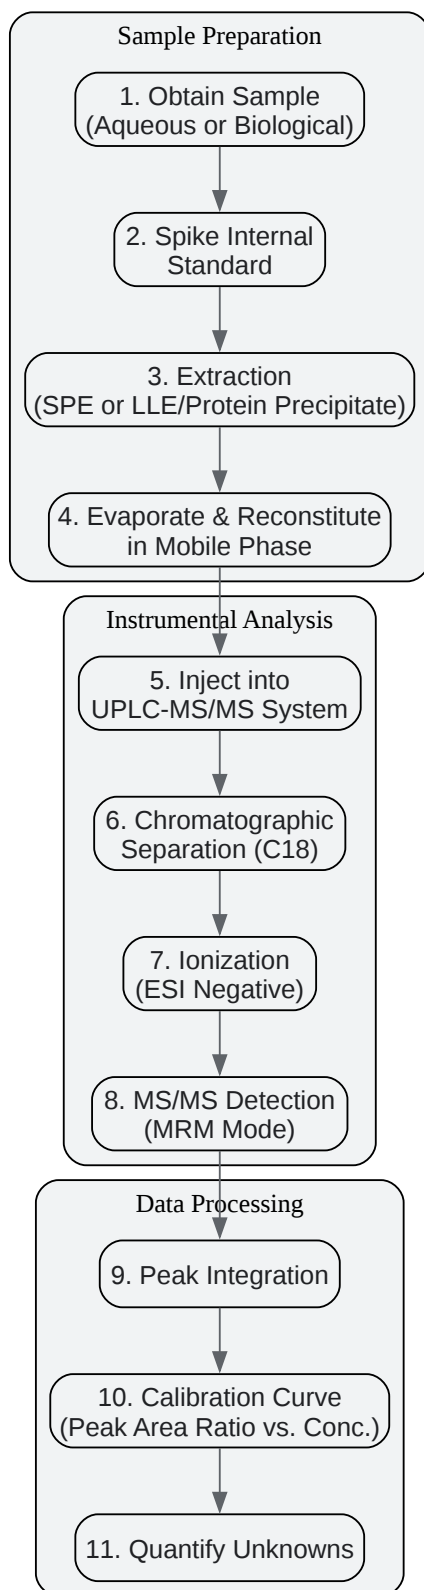 Sample Preparation
1. Obtain Sample
(Aqueous or Biological)
2. Spike Internal
Standard
3. Extraction
(SPE or LLE/Protein Precipitate)
4. Evaporate & Reconstitute
in Mobile Phase
Instrumental Analysis
5. Inject into
UPLC-MS/MS System
6. Chromatographic
Separation (C18)
7. Ionization
(ESI Negative)
8. MS/MS Detection
(MRM Mode)
Data Processing
9. Peak Integration
10. Calibration Curve
(Peak Area Ratio vs. Conc.)
11. Quantify Unknowns